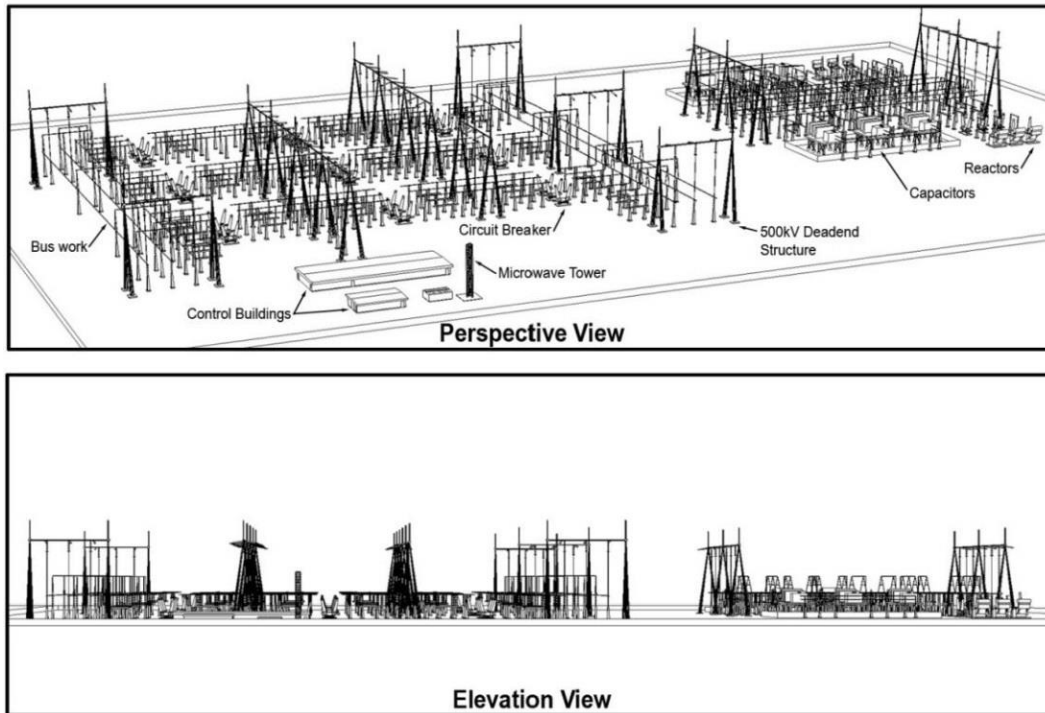 Reactors
Capacitors
Bus work
Circuit Breaker
500kV Deadend
Structure
Microwave Tower
Control Buildings
Perspective View
Elevation View